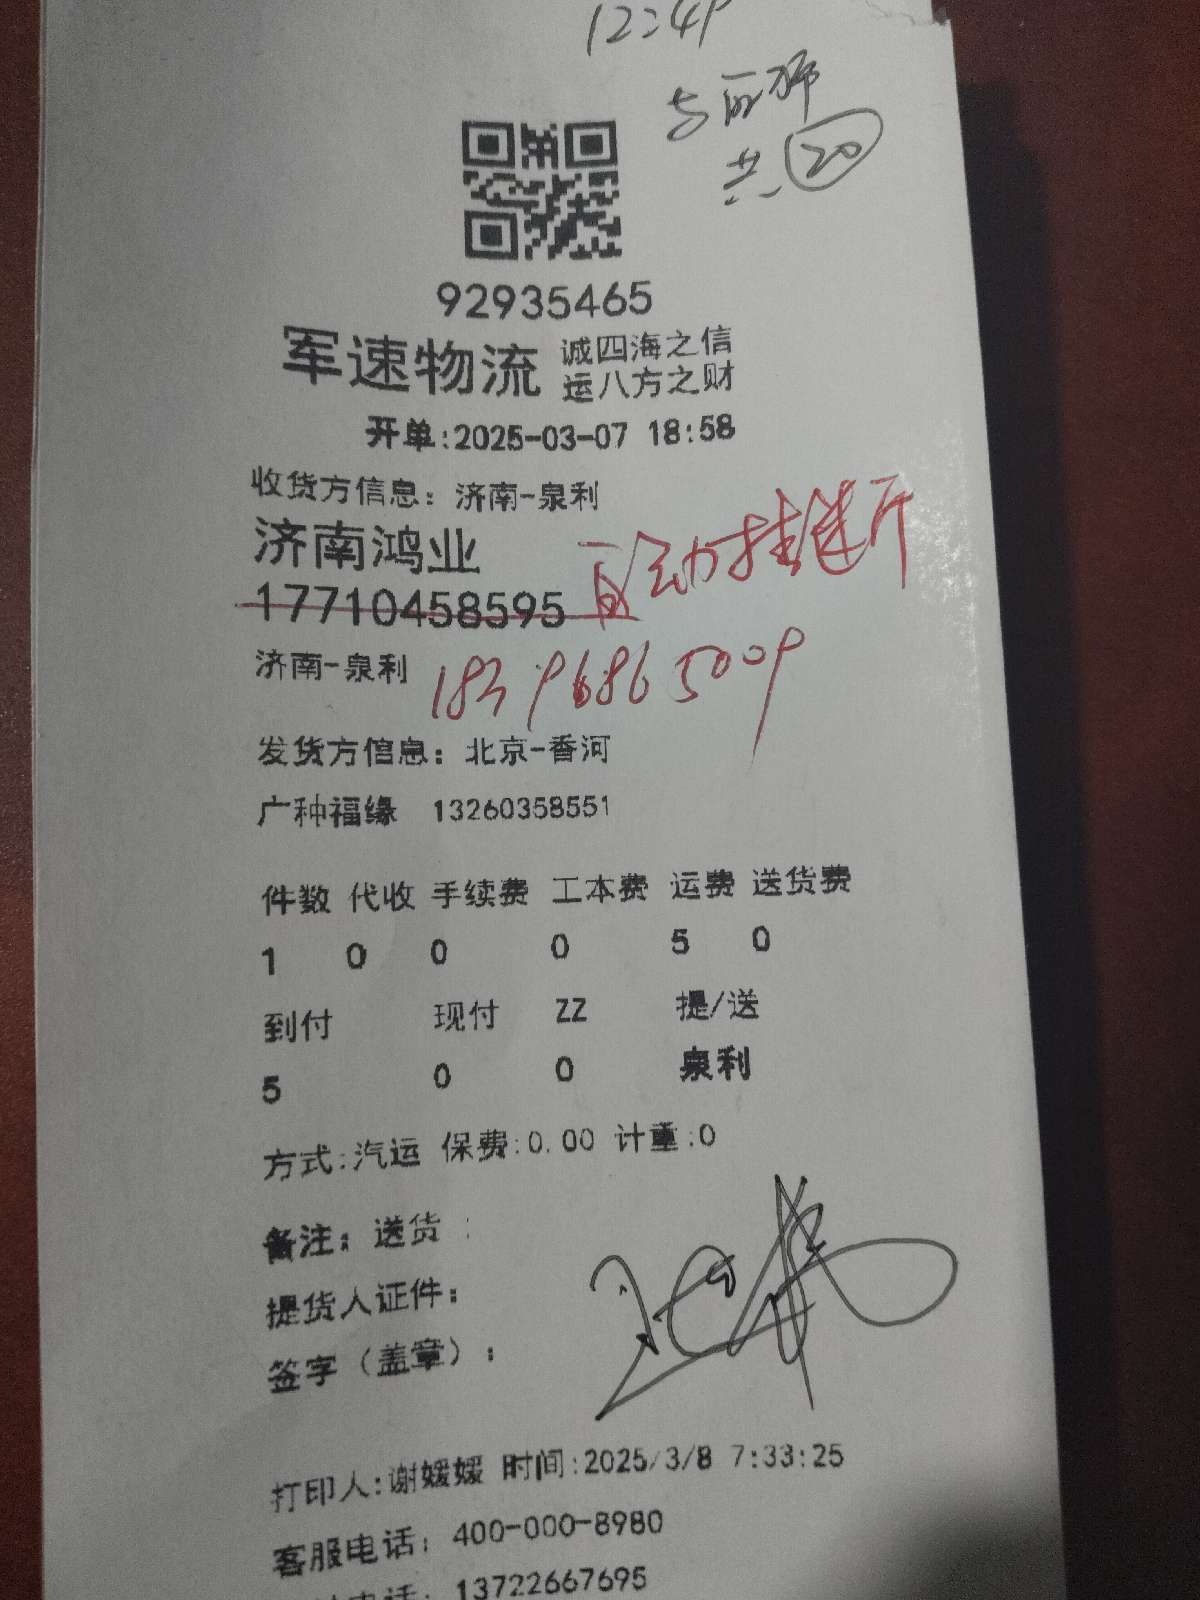 共 20
92935465
军速物流 诚四海之信
运八方之财
开单:2025-03-07 18:58
收货方信息：济南-泉利
济南鸿业
17710458595
济南-泉利
发货方信息：北京-香河
广种福缘 13260358551
件数 代收 手续费 工本费 运费 送货费
1 0 0 0 5 0
到付 现付 ZZ 提/送
5 0 0 泉利
方式:汽运 保费:0.00 计重:0
备注：送货 :
提货人证件：
签字（盖章）：
打印人:谢媛媛 时间:2025/3/8 7:33:25
客服电话：400-000-8980
电话：13722667695